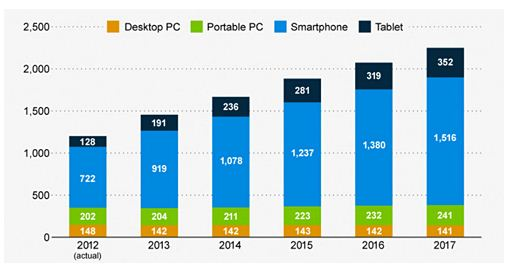 Desktop PC Portable PC Smartphone Tablet
2,500
2,000
1,500
1,000
500
0
128 191 236 281 319 352
722 919 1,078 1,237 1,380 1,516
202 204 211 223 232 241
148 142 142 143 142 141
2012 2013 2014 2015 2016 2017
(actual)